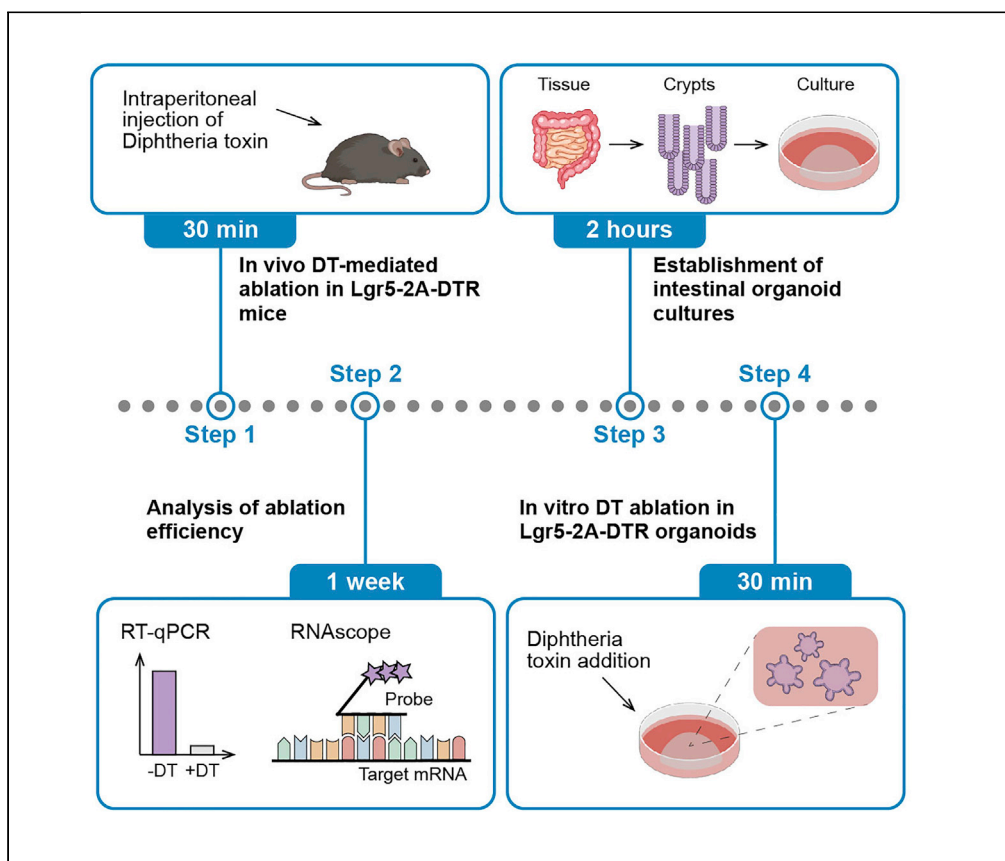 Intraperitoneal
injection of
Diphtheria toxin
30 min
In vivo DT-mediated
ablation in Lgr5-2A-DTR
mice
Step 1
Step 2
Analysis of ablation
efficiency
1 week
RT-qPCR
-DT +DT
RNAscope
Probe
Target mRNA
Tissue
Crypts
Culture
2 hours
Establishment of
intestinal organoid
cultures
Step 3
Step 4
In vitro DT ablation in
Lgr5-2A-DTR organoids
30 min
Diphtheria
toxin addition